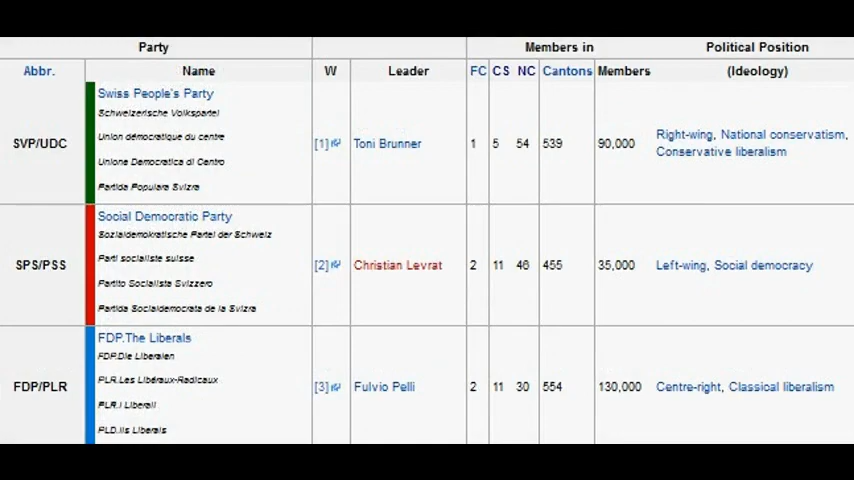 Party Members in Political Position
Abbr. Name W Leader FC CS NC Cantons Members (Ideology)
Swiss People's Party
Schweizerische Volkspartei
Union démocratique du centre
SVP/UDC [1] Toni Brunner 1 5 54 539 90,000 Right-wing, National conservatism,
Conservative liberalism
Unione Democratica di Centro
Partida Populara Svizra
Social Democratic Party
Sozialdemokratische Partei der Schweiz
Parti socialiste suisse
SPS/PSS [2] Christian Levrat 2 11 46 455 35,000 Left-wing, Social democracy
Partito Socialista Svizzero
Partida Socialdemocrata de la Svizra
FDP.The Liberals
FDP.Die Liberalen
PLR.Les Libéraux-Radicaux
FDP/PLR [3] Fulvio Pelli 2 11 30 554 130,000 Centre-right, Classical liberalism
PLR.I Liberali
PLD.Ils Liberals